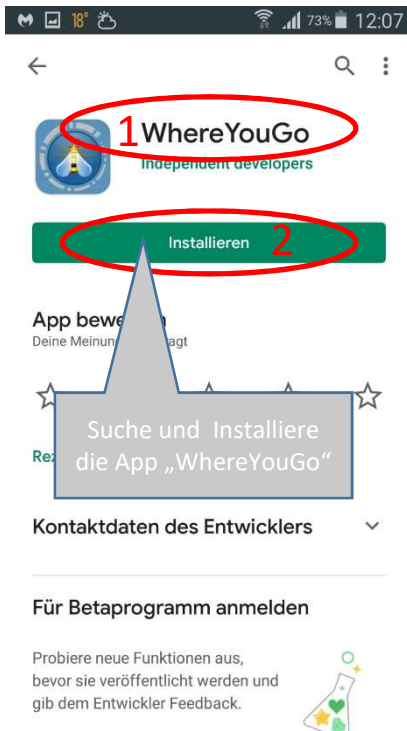 18° 73% 12:07
1 WhereYouGo
Independent developers
Installieren 2
App bewe
Deine Meinun agt
Suche und Installiere
die App „WhereYouGo“
Kontaktdaten des Entwicklers
Für Betaprogramm anmelden
Probiere neue Funktionen aus,
bevor sie veröffentlicht werden und
gib dem Entwickler Feedback.